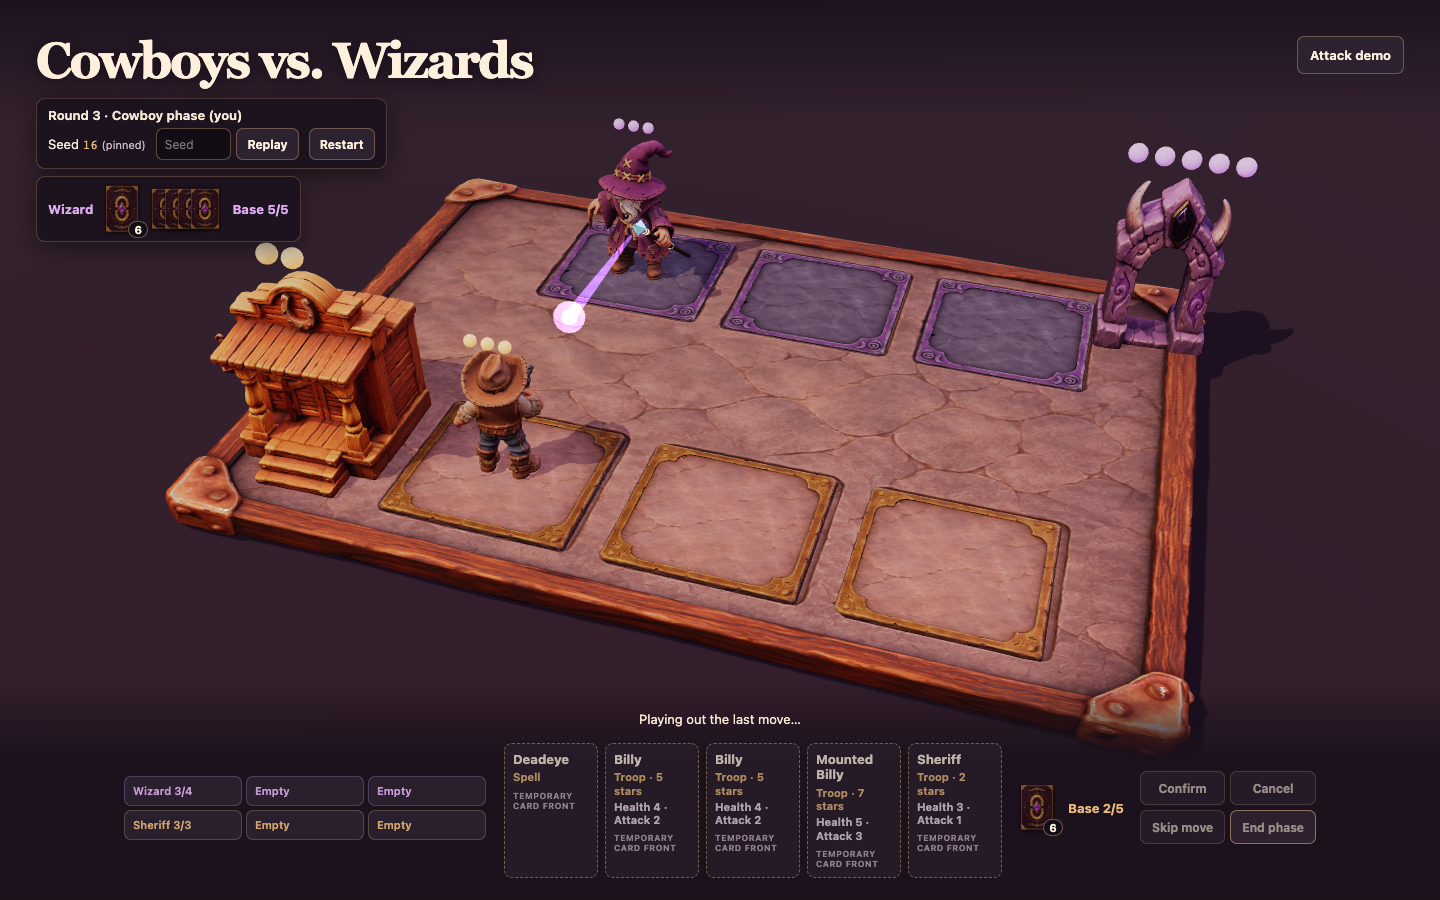 Cowboys vs. Wizards
Attack demo
Round 3 · Cowboy phase (you)
Seed 16 (pinned) Seed Replay Restart
Wizard 6 Base 5/5
Playing out the last move...
Wizard 3/4 Empty Empty
Sheriff 3/3 Empty Empty
Deadeye
Spell
TEMPORARY
CARD FRONT
Billy
Troop · 5
stars
Health 4 ·
Attack 2
TEMPORARY
CARD FRONT
Billy
Troop · 5
stars
Health 4 ·
Attack 2
TEMPORARY
CARD FRONT
Mounted
Billy
Troop · 7
stars
Health 5 ·
Attack 3
TEMPORARY
CARD FRONT
Sheriff
Troop · 2
stars
Health 3 ·
Attack 1
TEMPORARY
CARD FRONT
6 Base 2/5
Confirm Cancel
Skip move End phase